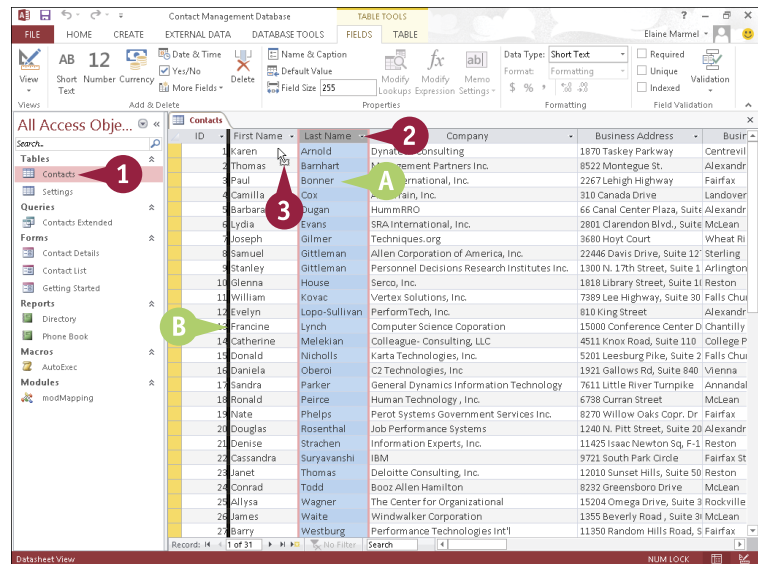 Contact Management Database
TABLE TOOLS
?
Elaine Marmel
FILE HOME CREATE EXTERNAL DATA DATABASE TOOLS FIELDS TABLE
View
Views
AB Short Text
12 Number
Currency
Date & Time
Yes/No
More Fields
Delete
Add & Delete
Name & Caption
Default Value
Field Size 255
Modify Lookups
fx Modify Expression
ab Memo Settings
Properties
Data Type: Short Text
Format: Formatting
$ % ,
Formatting
Required
Unique
Indexed
Validation
Field Validation
All Access Obje...
Search..
Tables
Contacts
Settings
Queries
Contacts Extended
Forms
Contact Details
Contact List
Getting Started
Reports
Directory
Phone Book
Macros
AutoExec
Modules
modMapping
1
2
3
A
B
Contacts
ID First Name Last Name Company Business Address Busir
1 Karen Arnold Consulting 1870 Taskey Parkway Centrevil
2 Thomas Barnhart Partners Inc. 8522 Montegue St. Alexandr
3 Paul Bonner International, Inc. 2267 Lehigh Highway Fairfax
4 Camilla Cox Inc. 310 Canada Drive Landover
5 Barbara Dugan HummRRO 66 Canal Center Plaza, Suite Alexandr
6 Lydia Evans SRA International, Inc. 2801 Clarendon Blvd., Suite McLean
7 Joseph Gilmer Techniques.org 3680 Hoyt Court Wheat Ri
8 Samuel Gittleman Allen Corporation of America, Inc. 22446 Davis Drive, Suite 12 Sterling
9 Stanley Gittleman Personnel Decisions Research Institutes Inc. 1300 N. 17th Street, Suite 1 Arlington
10 Glenna House Serco, Inc. 1818 Library Street, Suite 10 Reston
11 William Kovac Vertex Solutions, Inc. 7389 Lee Highway, Suite 30 Falls Chur
12 Evelyn Lopo-Sullivan PerformTech, Inc. 810 King Street Alexandr
13 Francine Lynch Computer Science Coporation 15000 Conference Center D Chantilly
14 Catherine Melekian Colleague- Consulting, LLC 4511 Knox Road, Suite 110 College P
15 Donald Nicholls Karta Technologies, Inc. 5201 Leesburg Pike, Suite 2 Falls Chur
16 Daniela Oberoi C2 Technologies, Inc 1921 Gallows Rd, Suite 840 Vienna
17 Sandra Parker General Dynamics Information Technology 7611 Little River Turnpike Annandal
18 Ronald Peirce Human Technology , Inc. 6738 Curran Street McLean
19 Nate Phelps Perot Systems Government Services Inc. 8270 Willow Oaks Copr. Dr Fairfax
20 Douglas Rosenthal Job Performance Systems 1240 N. Pitt Street, Suite 20 Alexandr
21 Denise Strachen Information Experts, Inc. 11425 Isaac Newton Sq, F-1 Reston
22 Cassandra Suryavanshi IBM 9721 South Park Circle Fairfax St
23 Janet Thomas Deloitte Consulting, Inc. 12010 Sunset Hills, Suite 50 Reston
24 Conrad Todd Booz Allen Hamilton 8232 Greensboro Drive McLean
25 Allysa Wagner The Center for Organizational 15204 Omega Drive, Suite 3 Rockville
26 James Waite Windwalker Corporation 1355 Beverly Road , Suite 30 McLean
27 Barry Westburg Performance Technologies Int'l 11350 Random Hills Road, S Fairfax
Record: 1 of 31 No Filter Search
Datasheet View
NUM LOCK